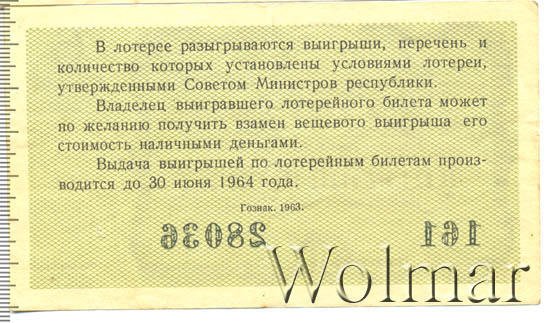 В лотерее разыгрываются выигрыши, перечень и
количество которых установлены условиями лотереи,
утвержденными Советом Министров республики.
Владелец выигравшего лотерейного билета может
по желанию получить взамен вещевого выигрыша его
стоимость наличными деньгами.
Выдача выигрышей по лотерейным билетам произ-
водится до 30 июня 1964 года.
Гознак. 1963.
161 28036
Wolmar